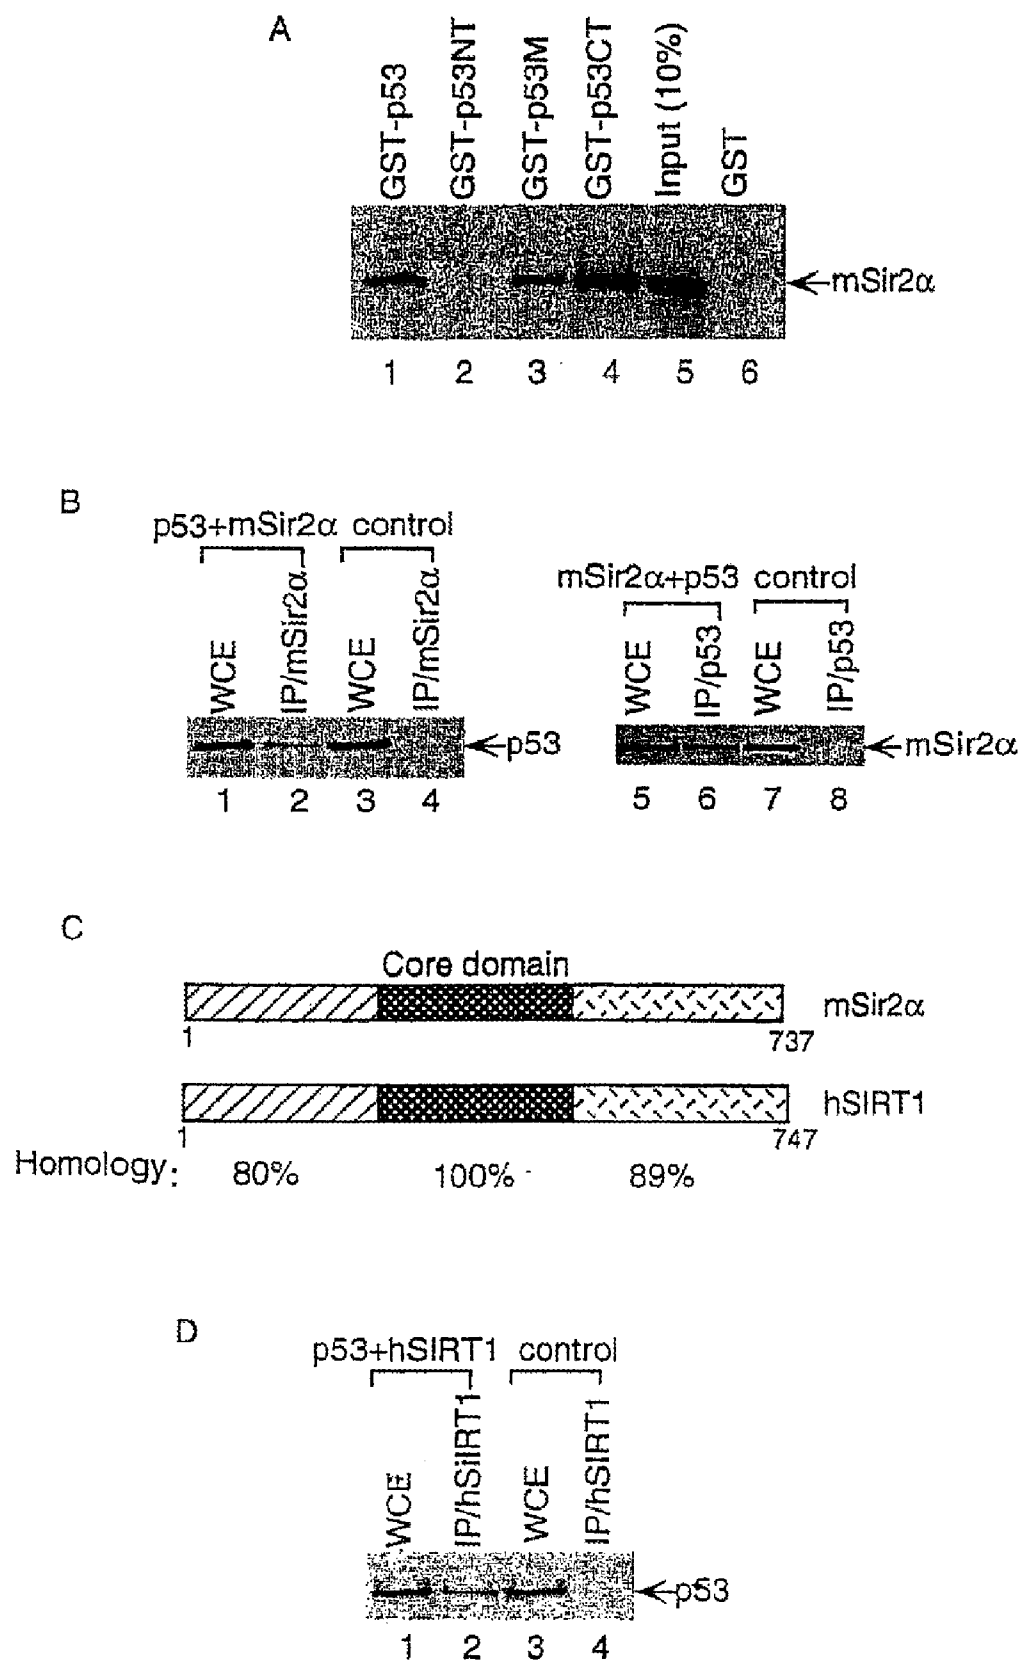 A
GST-p53
GST-p53NT
GST-p53M
GST-p53CT
Input (10%)
GST
mSir2α
1 2 3 4 5 6
B
p53+mSir2α control
WCE
IP/mSir2α
WCE
IP/mSir2α
p53
1 2 3 4
mSir2α+p53 control
WCE
IP/p53
WCE
IP/p53
mSir2α
5 6 7 8
C
Core domain
mSir2α
1 737
hSIRT1
1 747
Homology: 80% 100% 89%
D
p53+hSIRT1 control
WCE
IP/hSiIRT1
WCE
IP/hSIRT1
p53
1 2 3 4